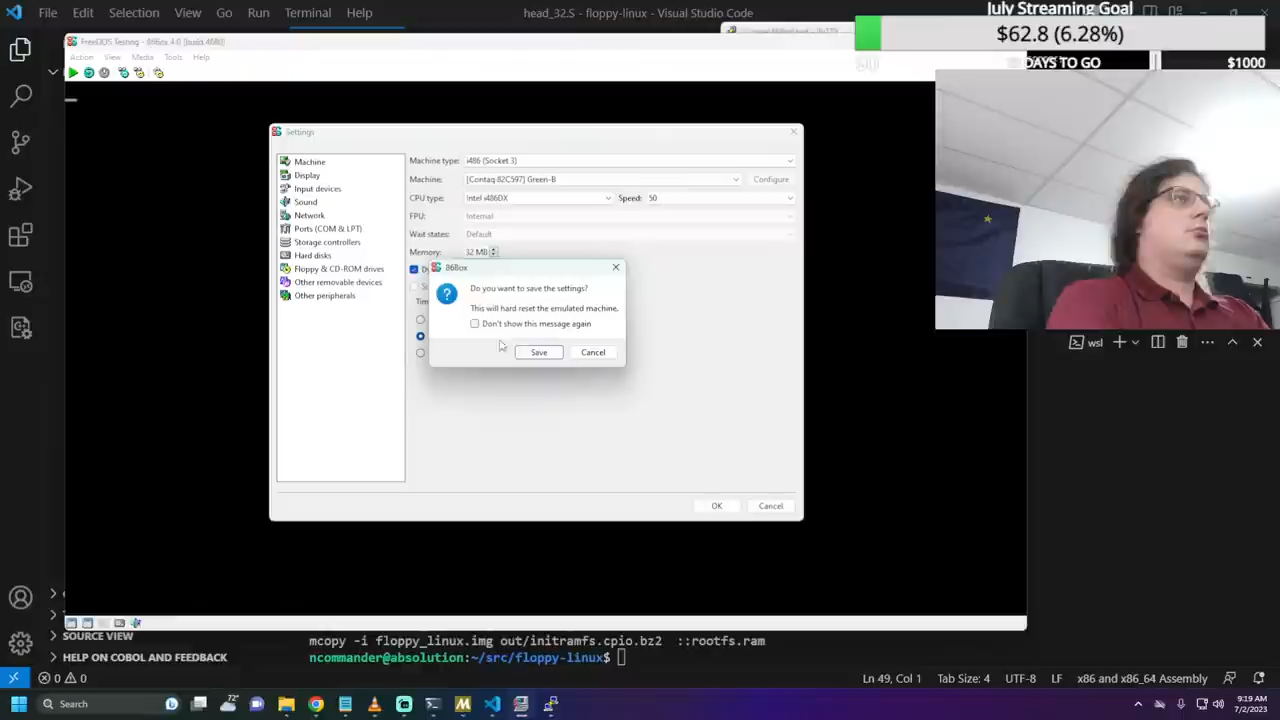 File Edit Selection View Go Run Terminal Help
head_32.S - floppy-linux - Visual Studio Code
July Streaming Goal
$62.8 (6.28%)
DAYS TO GO
$1000
FreeDOS Testing - 86Box 4.0 [build 4680]
Action View Media Tools Help
Settings
Machine
Display
Input devices
Sound
Network
Ports (COM & LPT)
Storage controllers
Hard disks
Floppy & CD-ROM drives
Other removable devices
Other peripherals
Machine type: i486 (Socket 3)
Machine: [Contaq 82C597] Green-B Configure
CPU type: Intel i486DX Speed: 50
FPU: Internal
Wait states: Default
Memory: 32 MB
86Box
Do you want to save the settings?
This will hard reset the emulated machine.
Don't show this message again
Save Cancel
OK Cancel
wsl
SOURCE VIEW
HELP ON COBOL AND FEEDBACK
mcopy -i floppy_linux.img out/initramfs.cpio.bz2 ::rootfs.ram
ncommander@absolution:~/src/floppy-linux$
0 0
Ln 49, Col 1 Tab Size: 4 UTF-8 LF x86 and x86_64 Assembly
Search
72°
9:19 AM
7/2/2023